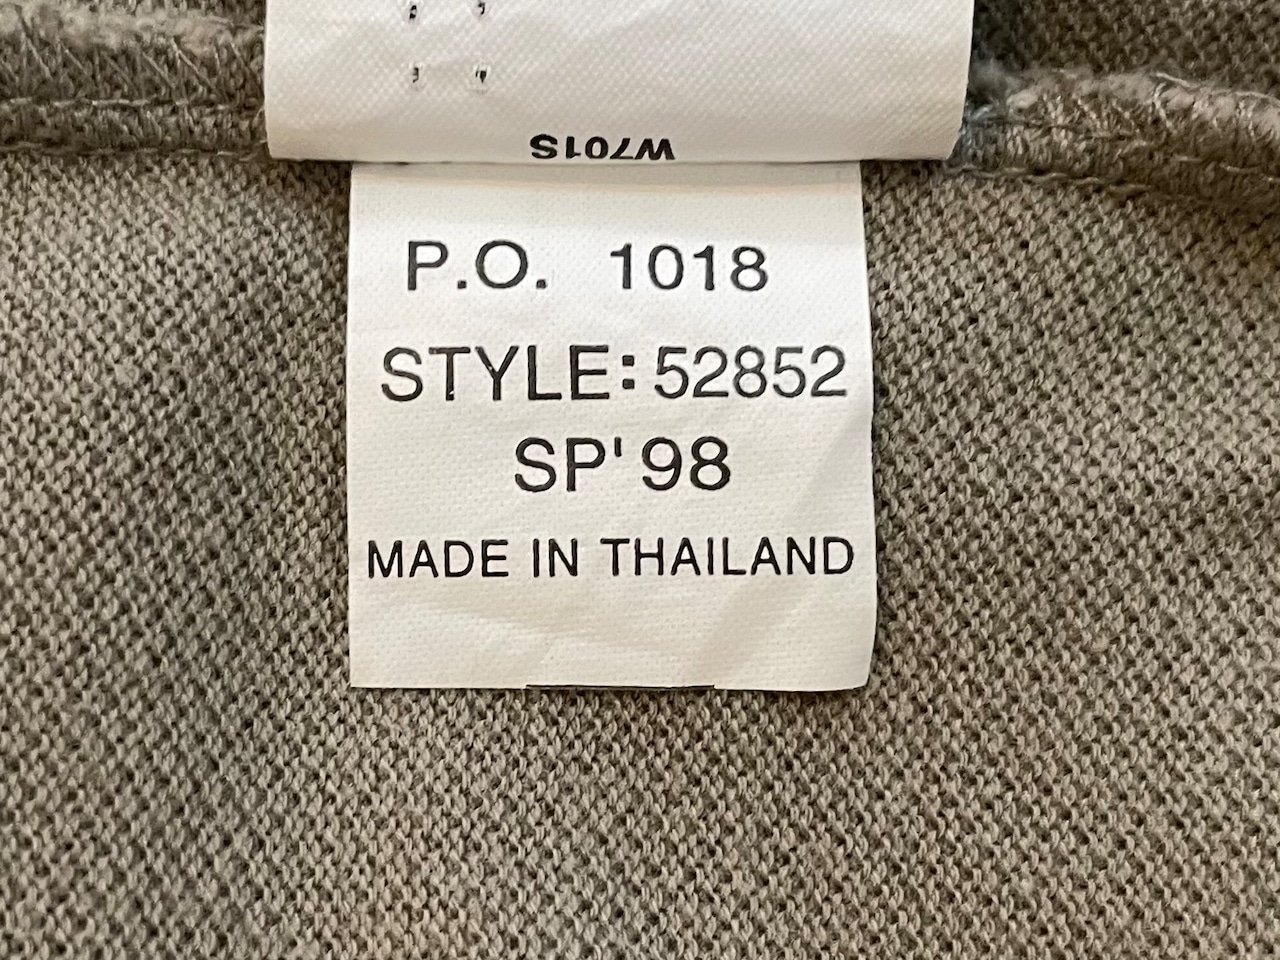 W701S
P.O. 1018
STYLE: 52852
SP'98
MADE IN THAILAND